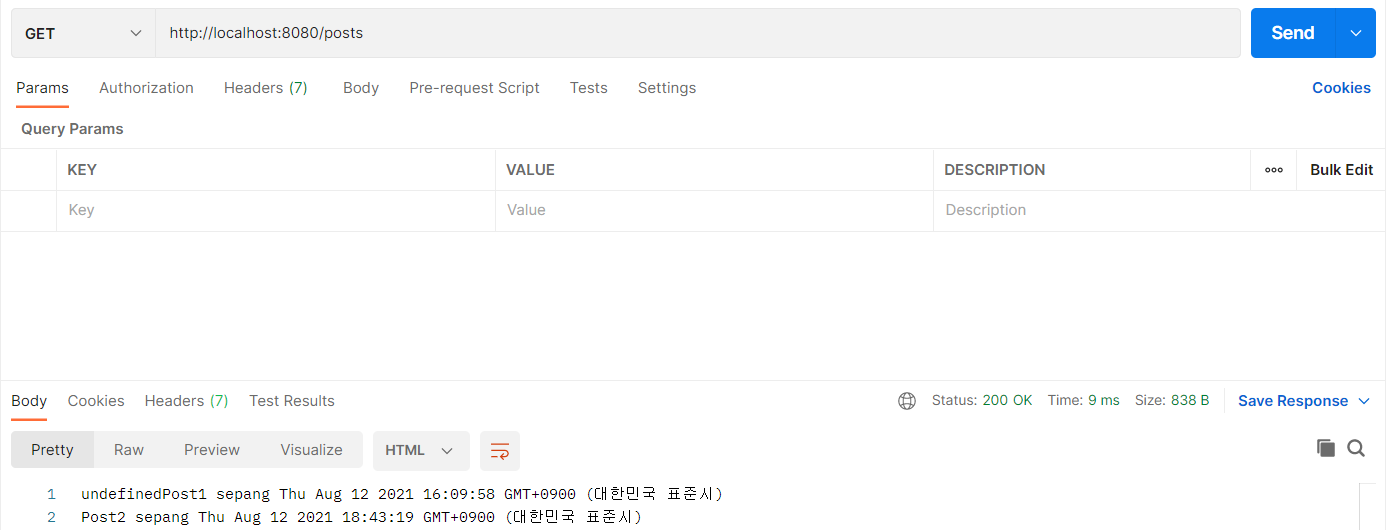 GET http://localhost:8080/posts Send
Params Authorization Headers (7) Body Pre-request Script Tests Settings Cookies
Query Params
KEY VALUE DESCRIPTION ooo Bulk Edit
Key Value Description
Body Cookies Headers (7) Test Results Status: 200 OK Time: 9 ms Size: 838 B Save Response
Pretty Raw Preview Visualize HTML
1 undefinedPost1 sepang Thu Aug 12 2021 16:09:58 GMT+0900 (대한민국 표준시)
2 Post2 sepang Thu Aug 12 2021 18:43:19 GMT+0900 (대한민국 표준시)